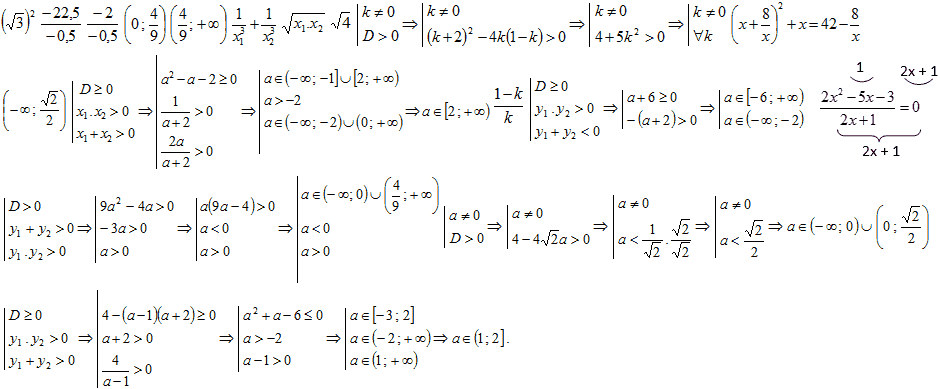 (√3)² −22,5/−0,5 −2/−0,5 (0; 4/9) (4/9; +∞) 1/x₁³ + 1/x₂³ √x₁.x₂ √4 | k ≠ 0 ; D > 0 ⇒ | k ≠ 0 ; (k+2)² − 4k(1−k) > 0 ⇒ | k ≠ 0 ; 4 + 5k² > 0 ⇒ | k ≠ 0 ; ∀k (x + 8/x)² + x = 42 − 8/x
(−∞; √2/2) | D ≥ 0 ; x₁.x₂ > 0 ; x₁ + x₂ > 0 ⇒ | a² − a − 2 ≥ 0 ; 1/(a+2) > 0 ; 2a/(a+2) > 0 ⇒ | a ∈ (−∞; −1] ∪ [2; +∞) ; a > −2 ; a ∈ (−∞; −2) ∪ (0; +∞) ⇒ a ∈ [2; +∞) (1−k)/k | D ≥ 0 ; y₁.y₂ > 0 ; y₁ + y₂ < 0 ⇒ | a + 6 ≥ 0 ; −(a+2) > 0 ⇒ | a ∈ [−6; +∞) ; a ∈ (−∞; −2)
1 2x + 1
(2x² − 5x − 3)/(2x + 1) = 0
2x + 1
| D > 0 ; y₁ + y₂ > 0 ; y₁.y₂ > 0 ⇒ | 9a² − 4a > 0 ; −3a > 0 ; a > 0 ⇒ | a(9a − 4) > 0 ; a < 0 ; a > 0 ⇒ | a ∈ (−∞; 0) ∪ (4/9; +∞) ; a < 0 ; a > 0 | a ≠ 0 ; D > 0 ⇒ | a ≠ 0 ; 4 − 4√2a > 0 ⇒ | a ≠ 0 ; a < 1/√2 . √2/√2 ⇒ | a ≠ 0 ; a < √2/2 ⇒ a ∈ (−∞; 0) ∪ (0; √2/2)
| D ≥ 0 ; y₁.y₂ > 0 ; y₁ + y₂ > 0 ⇒ | 4 − (a−1)(a+2) ≥ 0 ; a + 2 > 0 ; 4/(a−1) > 0 ⇒ | a² + a − 6 ≤ 0 ; a > −2 ; a − 1 > 0 ⇒ | a ∈ [−3; 2] ; a ∈ (−2; +∞) ; a ∈ (1; +∞) ⇒ a ∈ (1; 2].